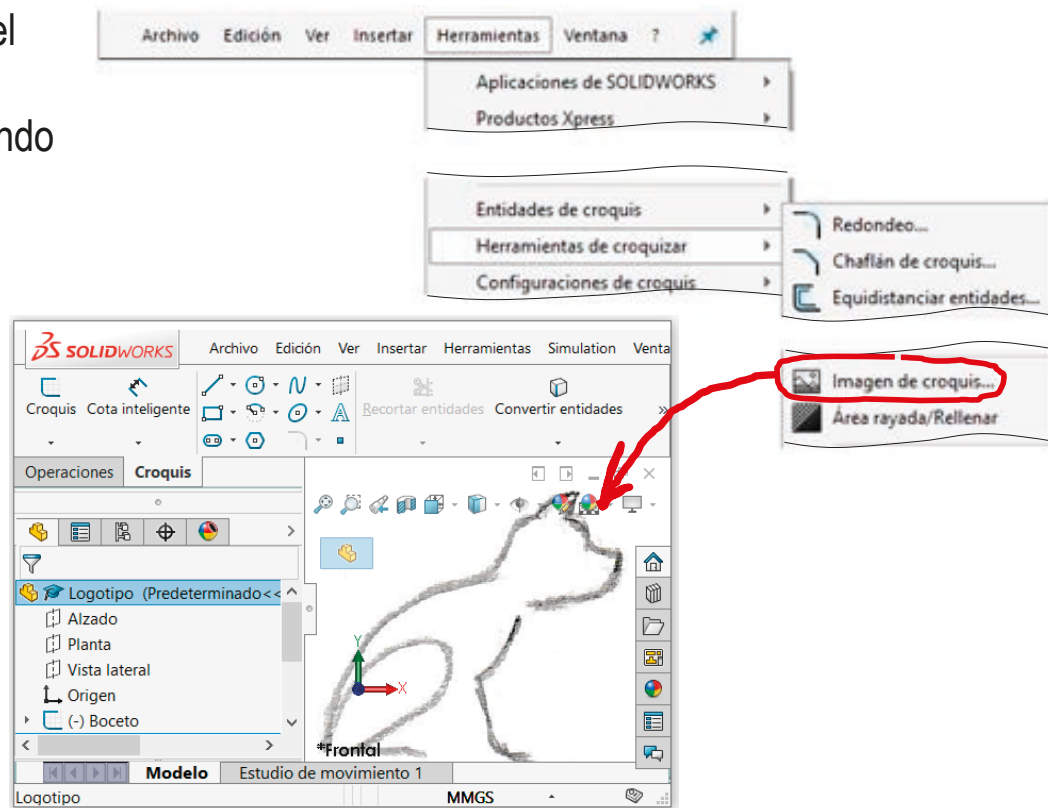 el
ndo
Archivo Edición Ver Insertar Herramientas Ventana ?
Aplicaciones de SOLIDWORKS
Productos Xpress
Entidades de croquis
Herramientas de croquizar
Configuraciones de croquis
Redondeo...
Chaflán de croquis...
Equidistanciar entidades...
Imagen de croquis...
Área rayada/Rellenar
SOLIDWORKS Archivo Edición Ver Insertar Herramientas Simulation Venta
Croquis Cota inteligente Recortar entidades Convertir entidades »
Operaciones Croquis
Logotipo (Predeterminado<<
Alzado
Planta
Vista lateral
Origen
(-) Boceto
Y
X
*Frontal
Modelo Estudio de movimiento 1
Logotipo MMGS